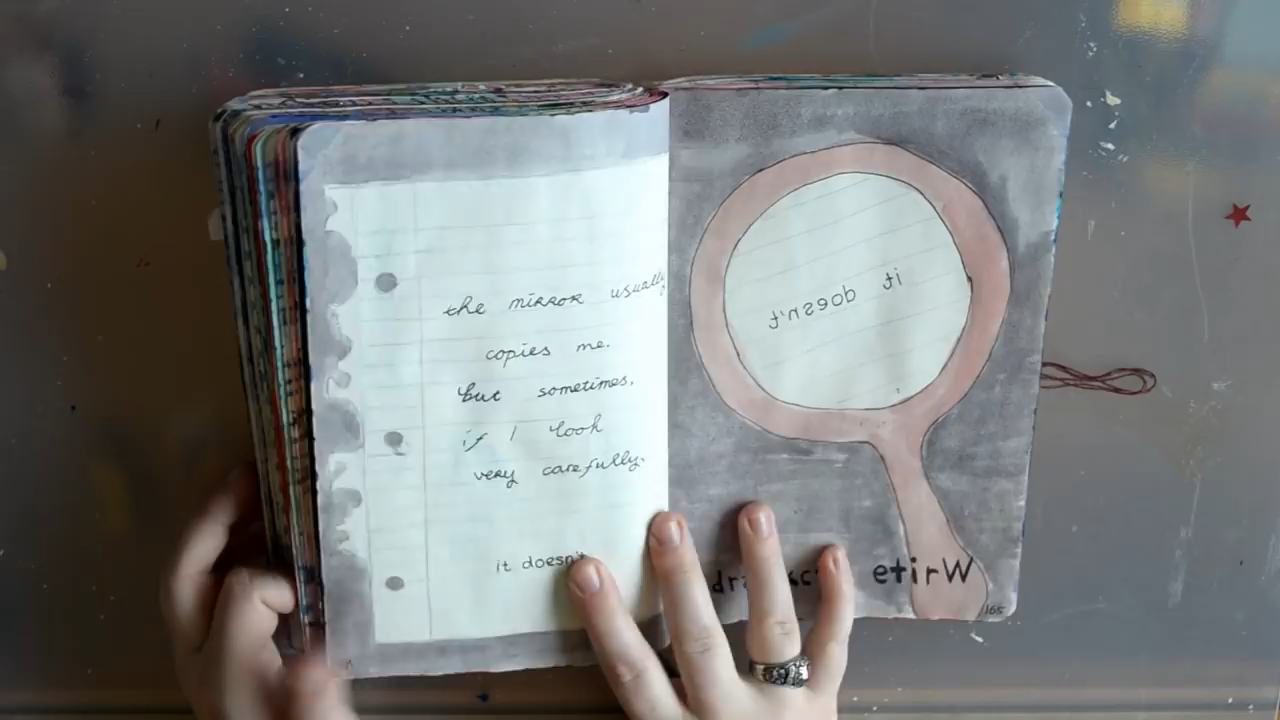 the mirror usually
copies me.
but sometimes,
if I look
very carefully.
it doesn't
it doesn't
Write
165